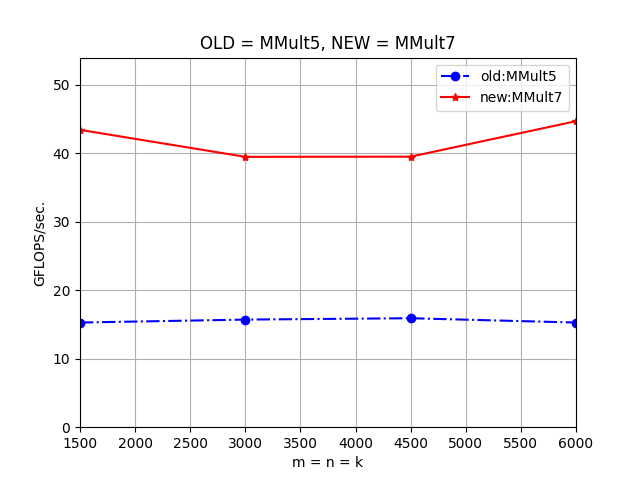 OLD = MMult5, NEW = MMult7
old:MMult5
new:MMult7
GFLOPS/sec.
50
40
30
20
10
0
1500 2000 2500 3000 3500 4000 4500 5000 5500 6000
m = n = k